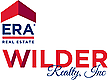 ERA®
REAL ESTATE
WILDER
Realty, Inc